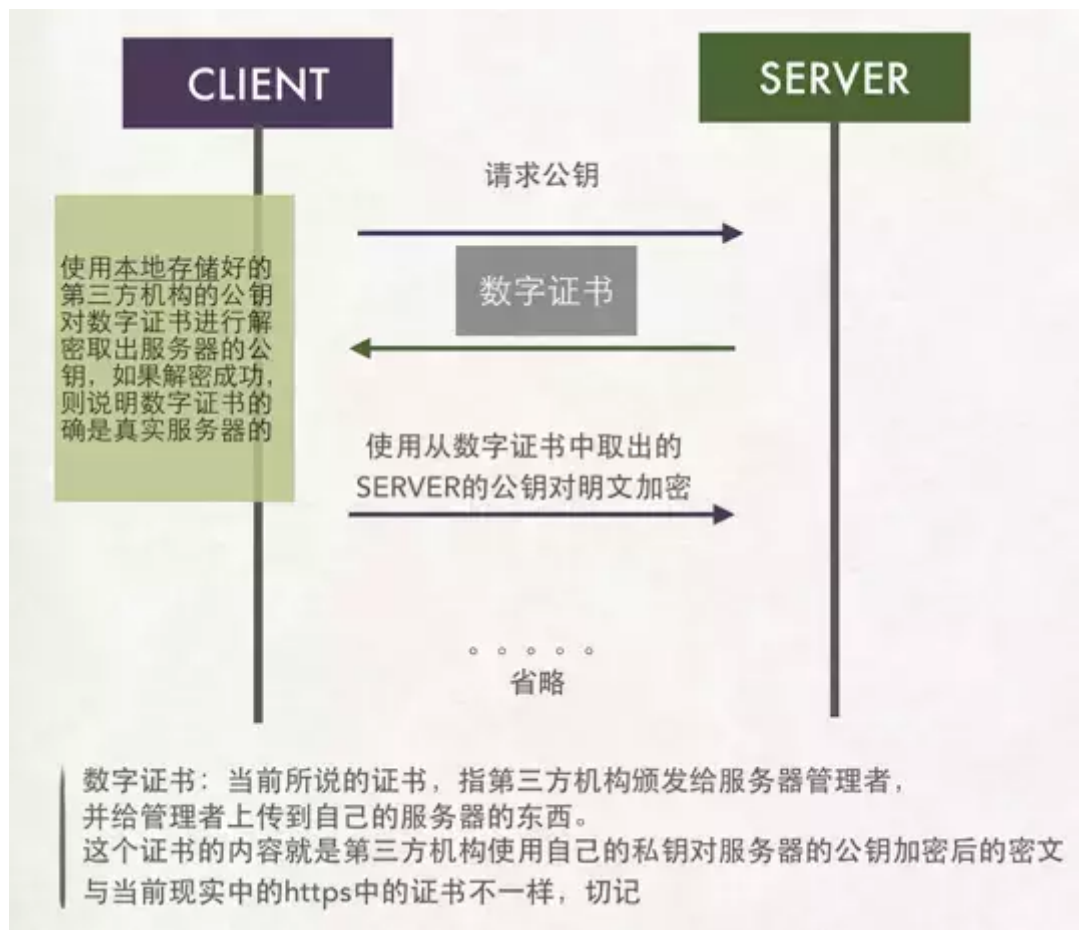 CLIENT
SERVER
请求公钥
数字证书
使用本地存储好的
第三方机构的公钥
对数字证书进行解
密取出服务器的公
钥，如果解密成功，
则说明数字证书的
确是真实服务器的
使用从数字证书中取出的
SERVER的公钥对明文加密
。。。。。
省略
数字证书：当前所说的证书，指第三方机构颁发给服务器管理者，
并给管理者上传到自己的服务器的东西。
这个证书的内容就是第三方机构使用自己的私钥对服务器的公钥加密后的密文
与当前现实中的https中的证书不一样，切记